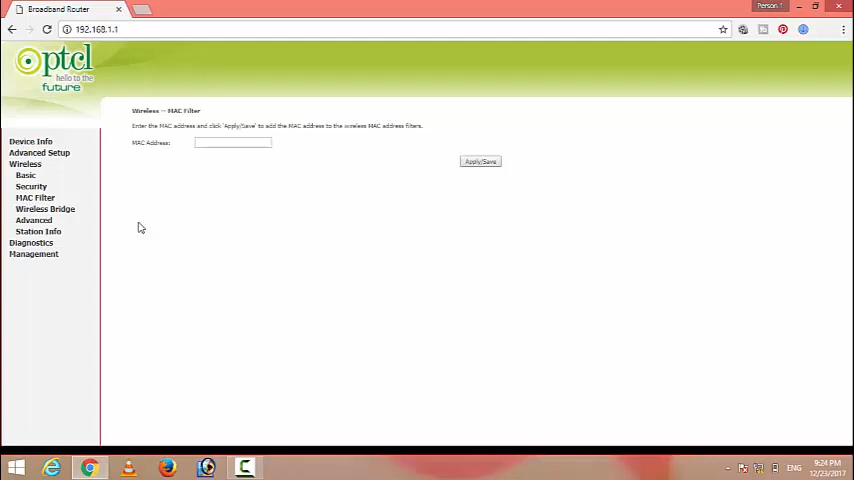 Broadband Router
Person 1
192.168.1.1
ptcl
hello to the
future
Wireless -- MAC Filter
Enter the MAC address and click 'Apply/Save' to add the MAC address to the wireless MAC address filters.
MAC Address:
Apply/Save
Device Info
Advanced Setup
Wireless
Basic
Security
MAC Filter
Wireless Bridge
Advanced
Station Info
Diagnostics
Management
ENG
9:24 PM
12/23/2017